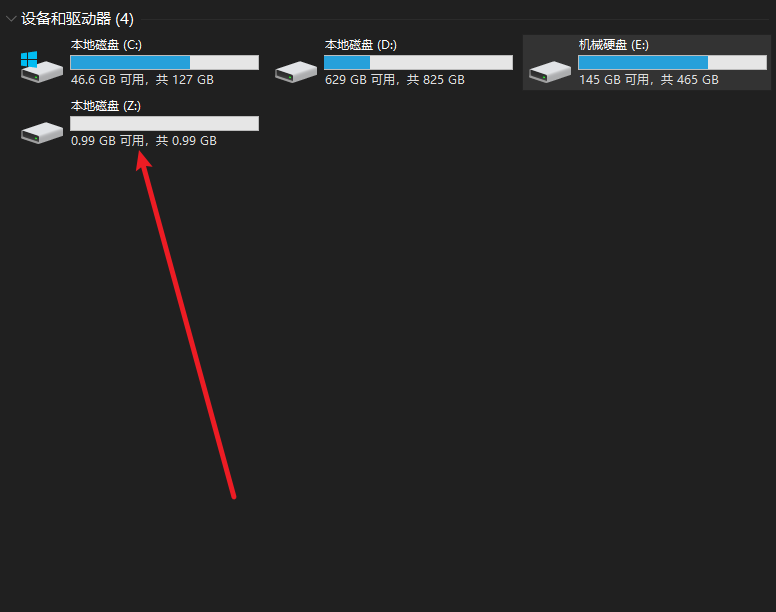 设备和驱动器 (4)
本地磁盘 (C:)
46.6 GB 可用，共 127 GB
本地磁盘 (D:)
629 GB 可用，共 825 GB
机械硬盘 (E:)
145 GB 可用，共 465 GB
本地磁盘 (Z:)
0.99 GB 可用，共 0.99 GB